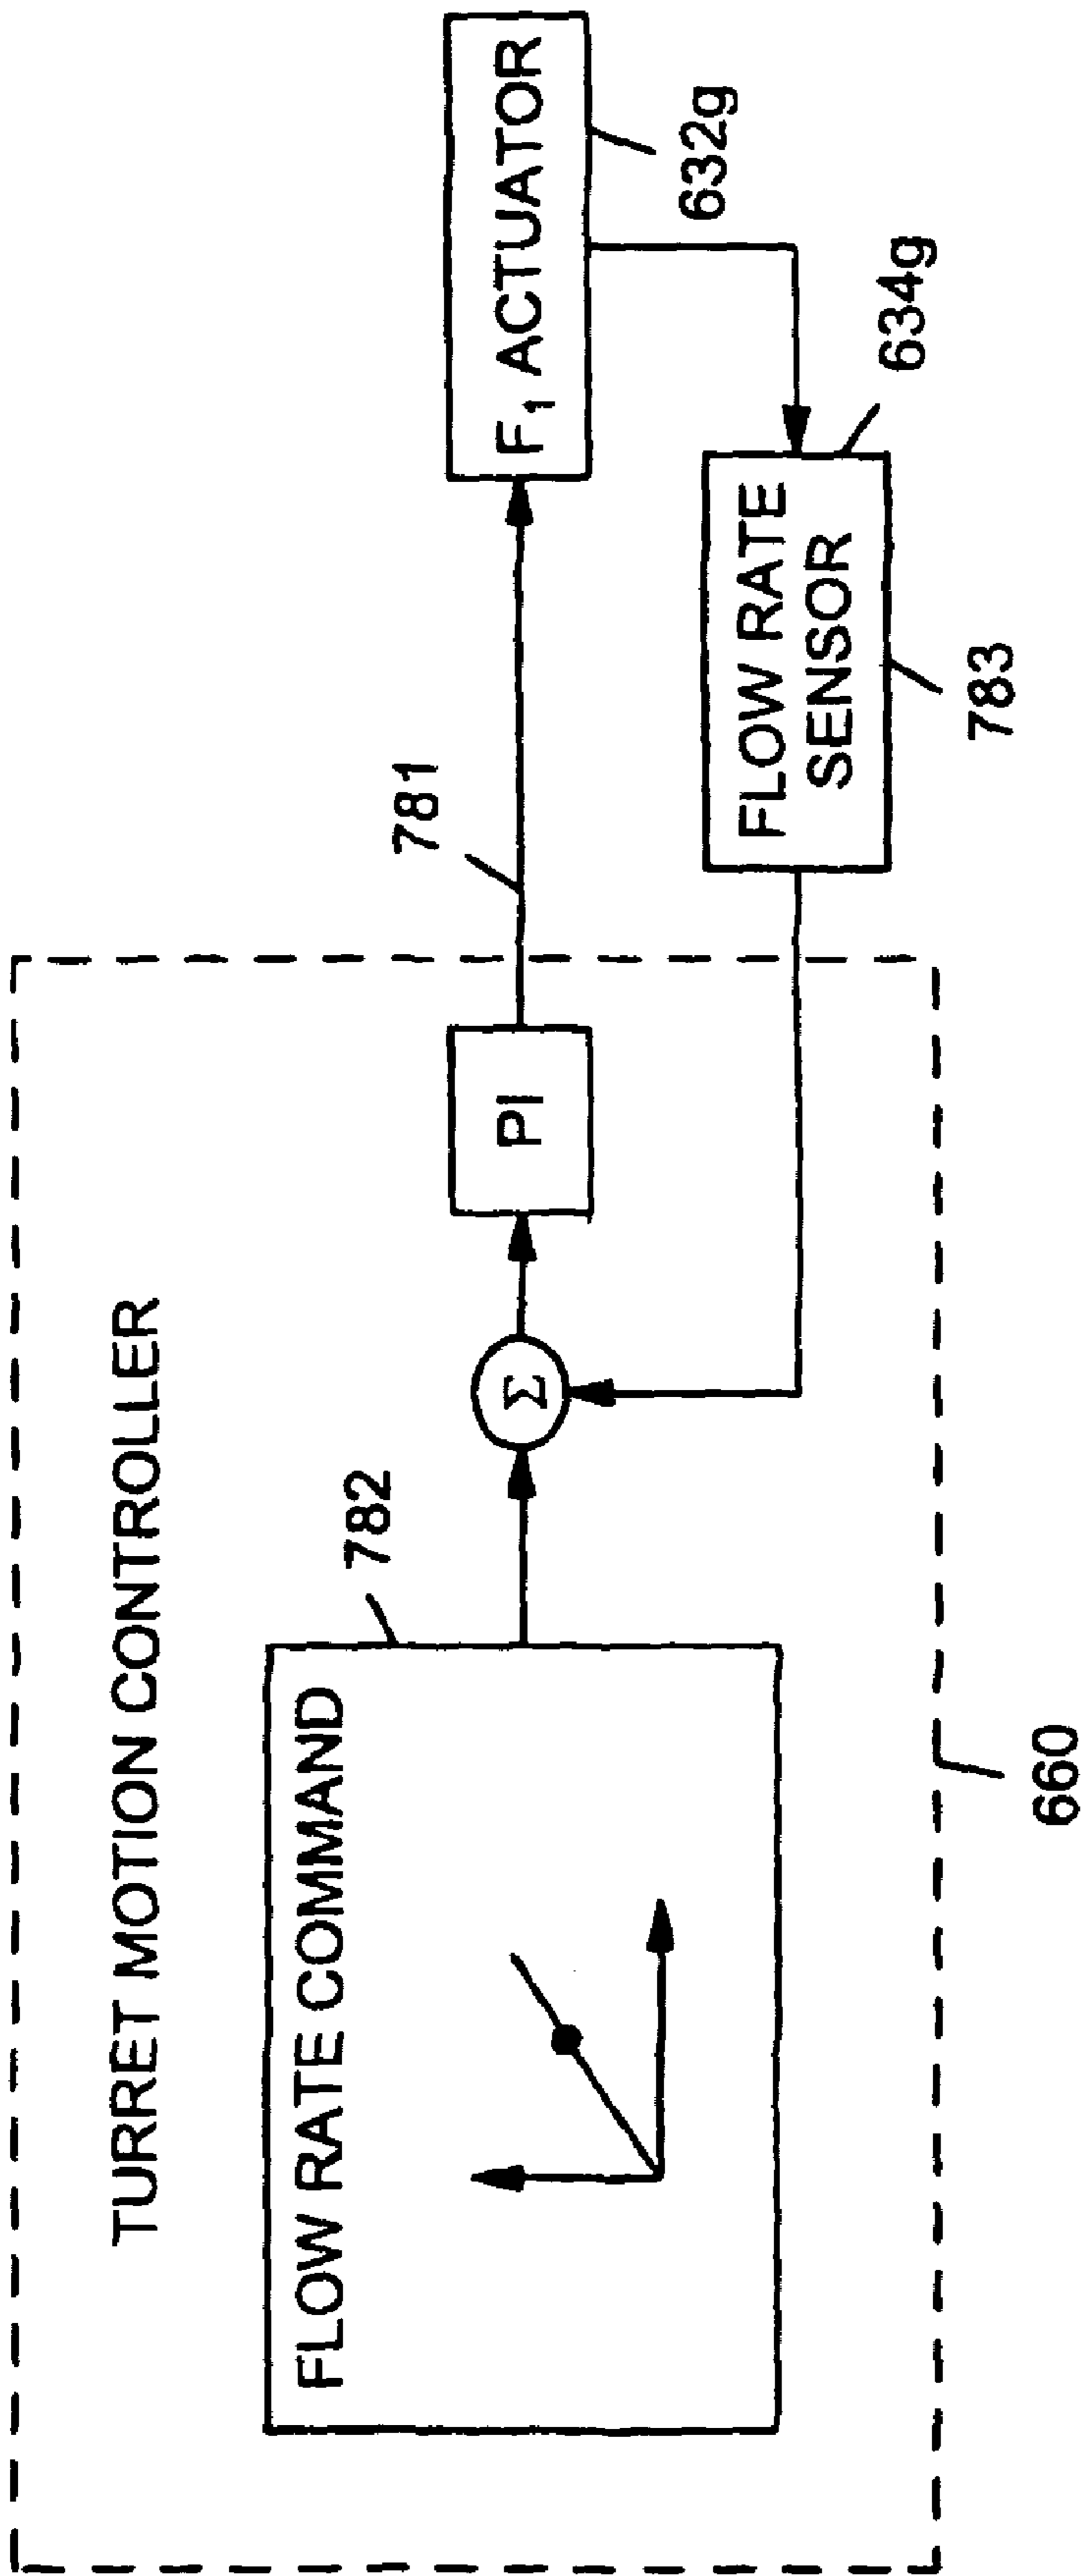 TURRET MOTION CONTROLLER
FLOW RATE COMMAND
782
Σ
PI
781
F1 ACTUATOR
632g
634g
FLOW RATE
SENSOR
783
660